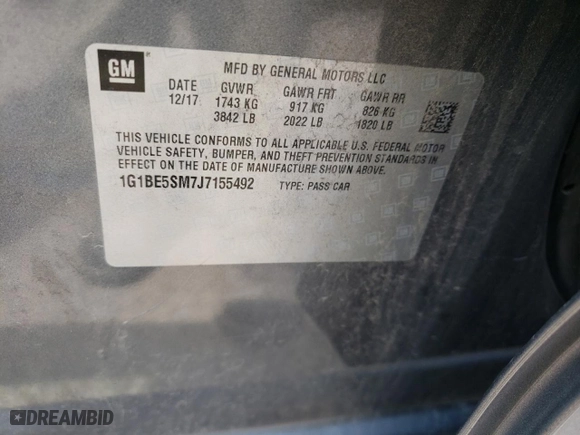 GM
MFD BY GENERAL MOTORS LLC
DATE GVWR GAWR FRT GAWR RR
12/17 1743 KG 917 KG 826 KG
3842 LB 2022 LB 1820 LB
THIS VEHICLE CONFORMS TO ALL APPLICABLE U.S. FEDERAL MOTOR
VEHICLE SAFETY, BUMPER, AND THEFT PREVENTION STANDARDS IN
EFFECT ON THE DATE OF MANUFACTURE SHOWN ABOVE.
1G1BE5SM7J7155492 TYPE: PASS CAR
DREAMBID